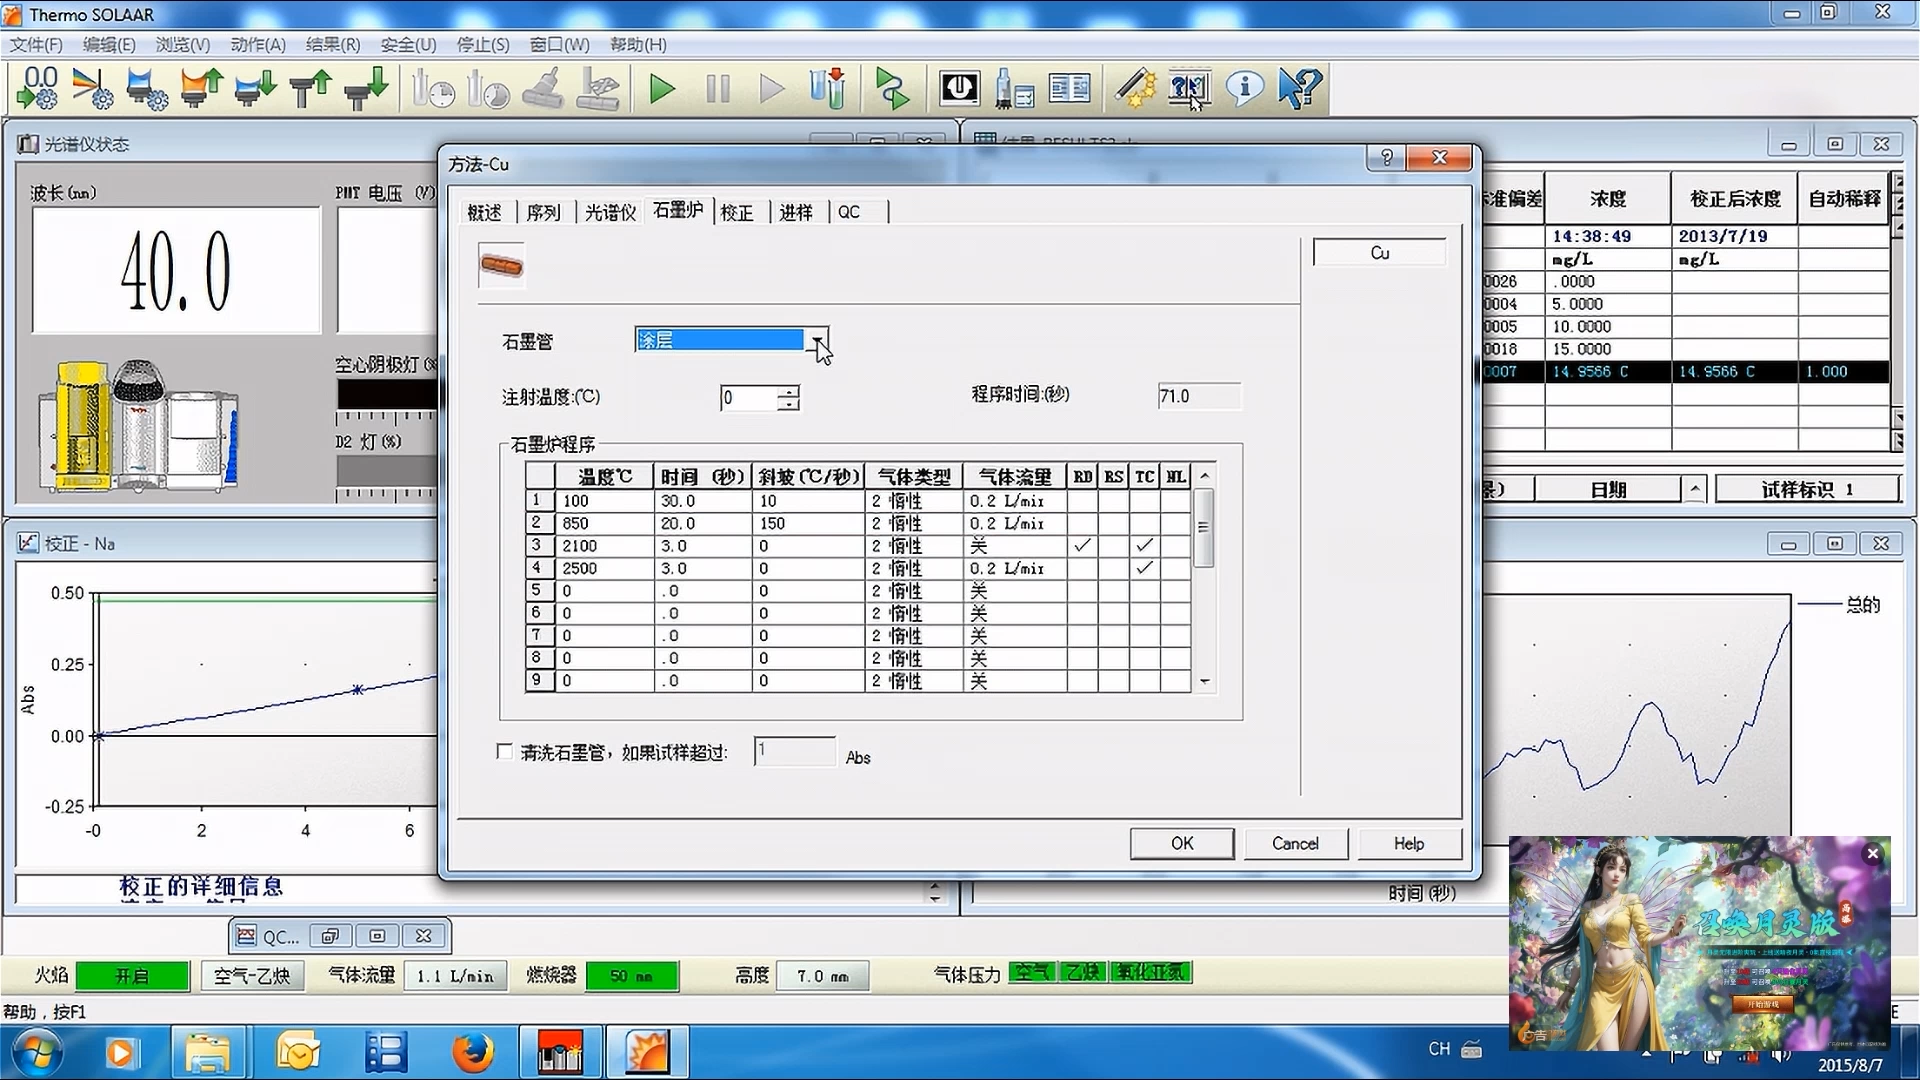 Thermo SOLAAR
文件(F) 编辑(E) 浏览(V) 动作(A) 结果(R) 安全(U) 停止(S) 窗口(W) 帮助(H)
0.0
光谱仪状态
波长(nm)
PMT 电压 (V)
40.0
空心阴极灯(%
D2 灯(%)
方法-Cu
概述 序列 光谱仪 石墨炉 校正 进样 QC
Cu
石墨管 涂层
注射温度:(℃) 0
程序时间:(秒) 71.0
石墨炉程序
温度℃ 时间 (秒) 斜坡(℃/秒) 气体类型 气体流量 RD RS TC NL
1 100 30.0 10 2 惰性 0.2 L/min
2 850 20.0 150 2 惰性 0.2 L/min
3 2100 3.0 0 2 惰性 关 ✓ ✓
4 2500 3.0 0 2 惰性 0.2 L/min ✓
5 0 .0 0 2 惰性 关
6 0 .0 0 2 惰性 关
7 0 .0 0 2 惰性 关
8 0 .0 0 2 惰性 关
9 0 .0 0 2 惰性 关
清洗石墨管，如果试样超过: 1 Abs
OK Cancel Help
准偏差 浓度 校正后浓度 自动稀释
14:38:49 2013/7/19
mg/L mg/L
0026 .0000
0004 5.0000
0005 10.0000
0018 15.0000
0007 14.9566 C 14.9566 C 1.000
日期
试样标识 1
校正 - Na
0.50
0.25
0.00
-0.25
Abs
-0 2 4 6
校正的详细信息
总的
时间(秒)
QC...
火焰 开启 空气-乙炔 气体流量 1.1 L/min 燃烧器 50 mm 高度 7.0 mm 气体压力 空气 乙炔 氧化亚氮
帮助，按F1
召唤月灵版
开始游戏
广告
CH
2015/8/7